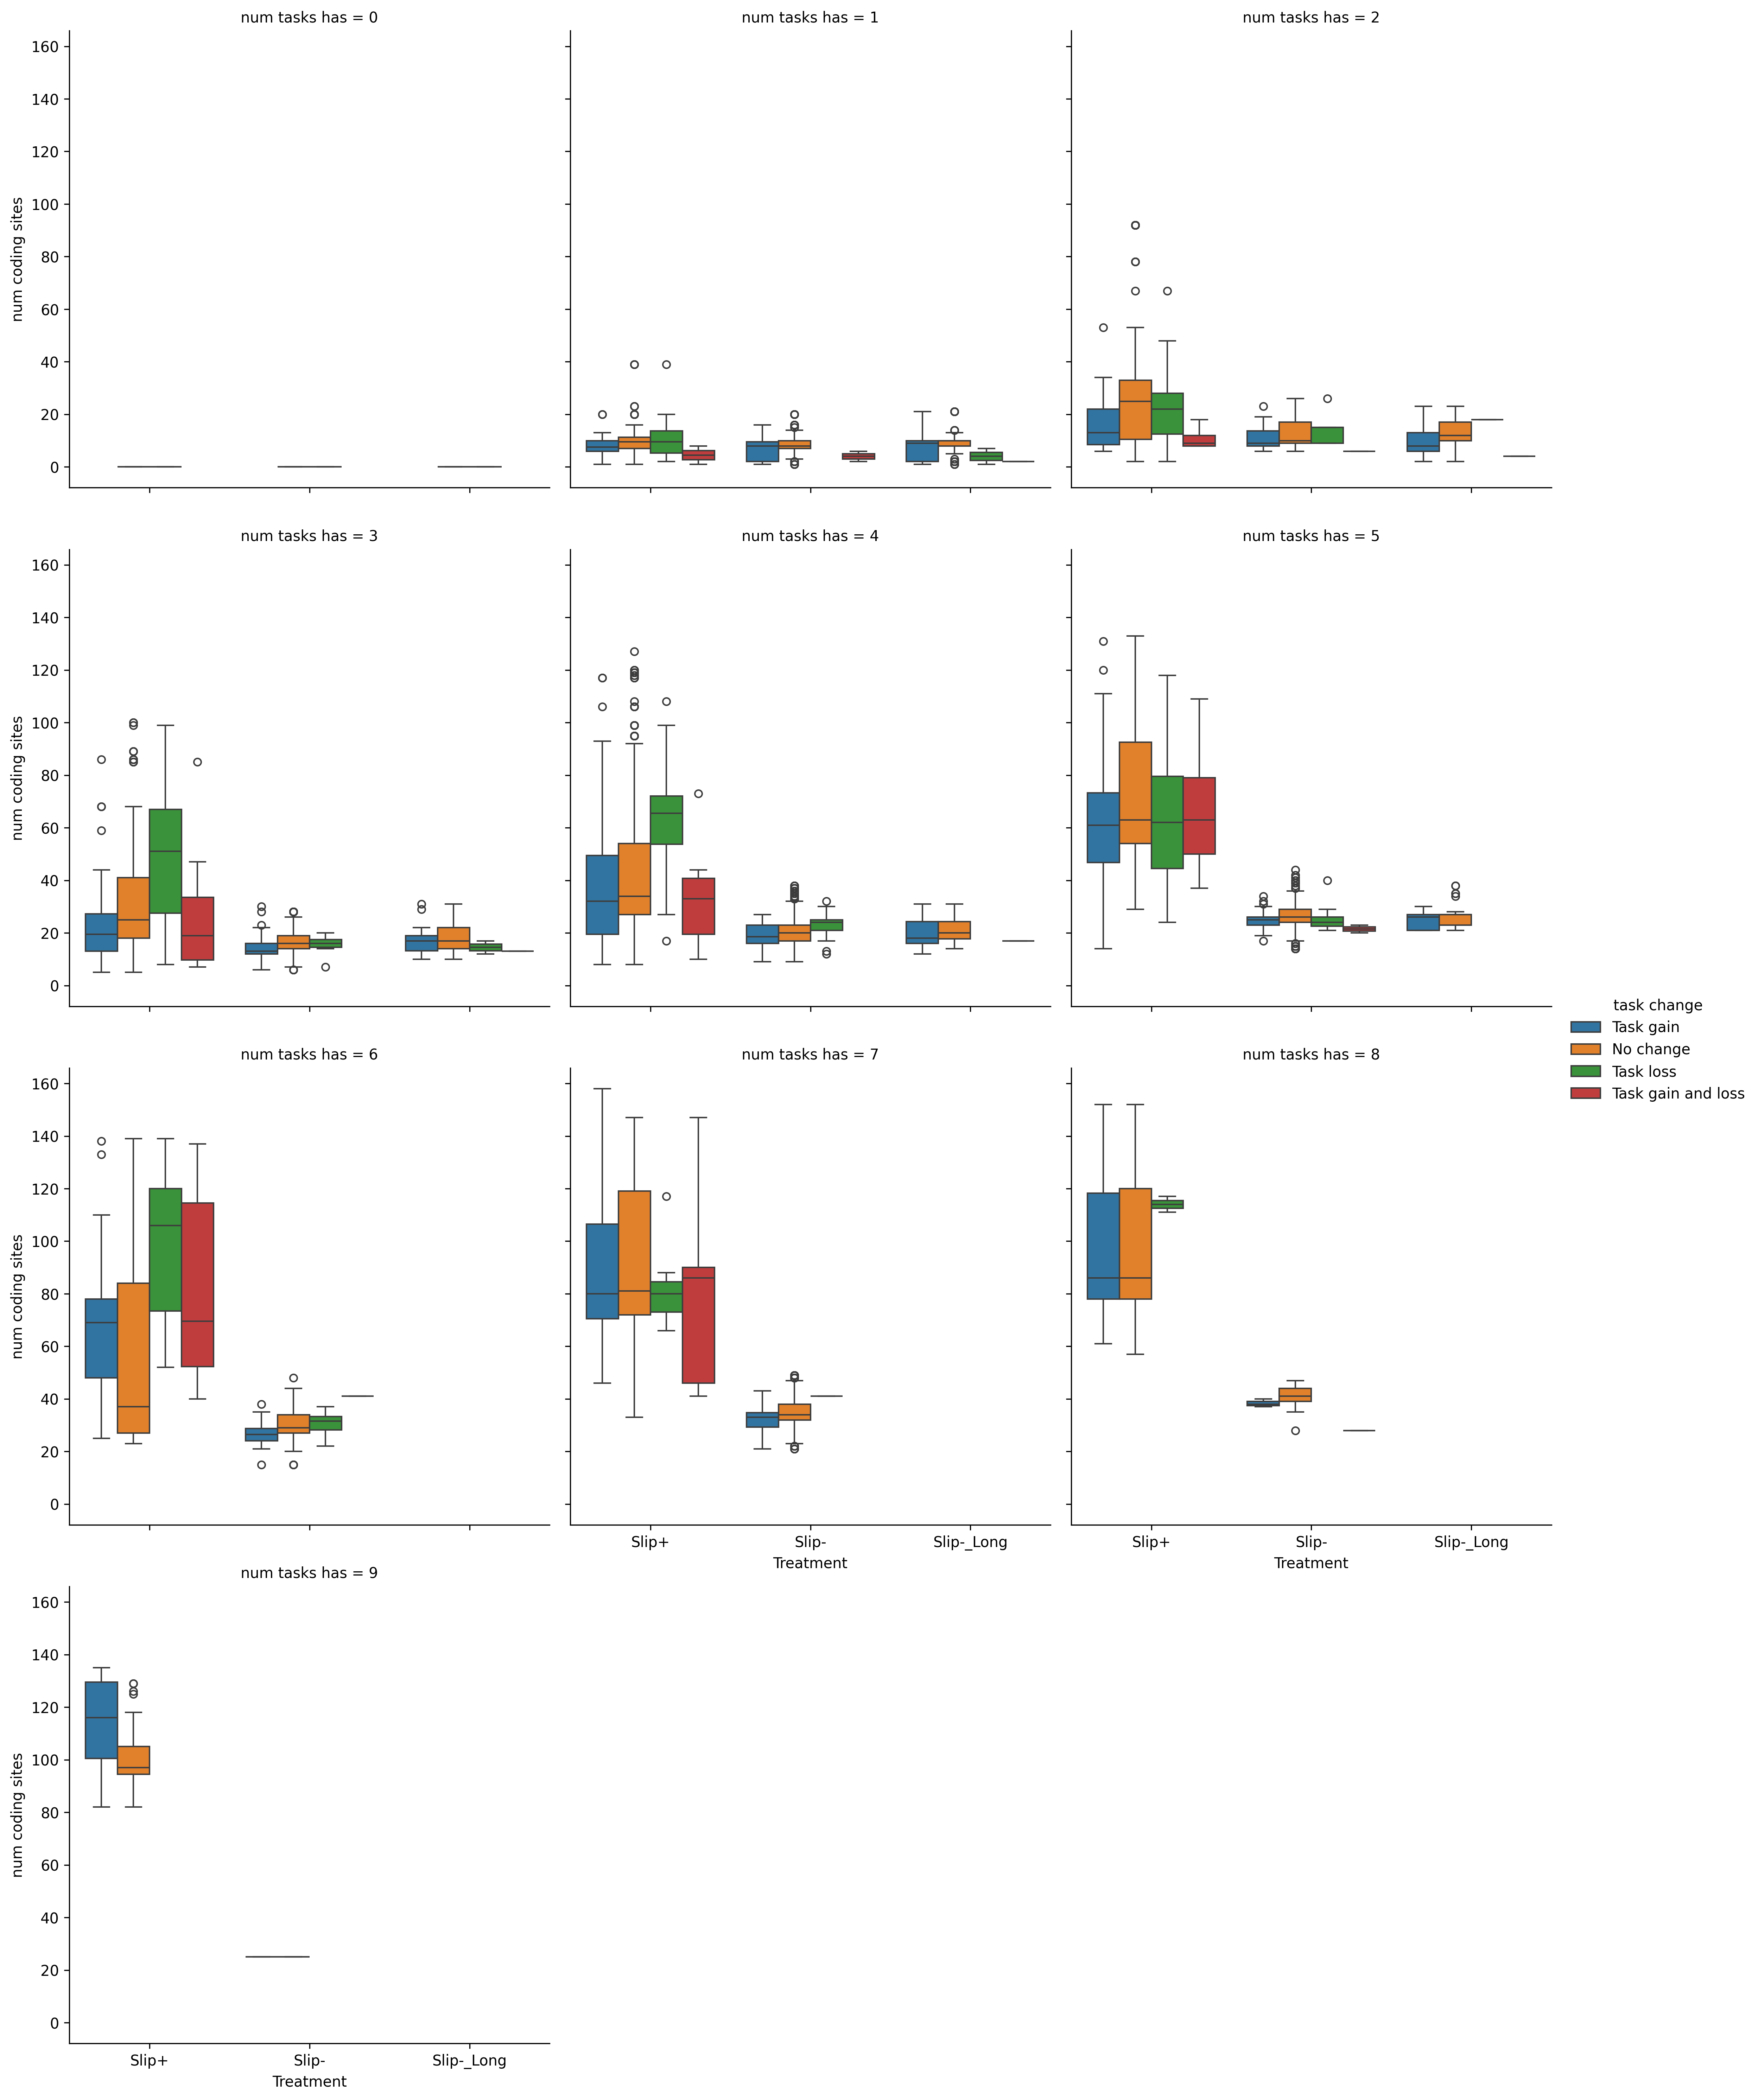 num tasks has = 0
num tasks has = 1
num tasks has = 2
160
140
120
100
80
60
40
20
0
num coding sites
num tasks has = 3
num tasks has = 4
num tasks has = 5
160
140
120
100
80
60
40
20
0
num coding sites
task change
Task gain
No change
Task loss
Task gain and loss
num tasks has = 6
num tasks has = 7
num tasks has = 8
160
140
120
100
80
60
40
20
0
num coding sites
Slip+ Slip- Slip-_Long
Treatment
Slip+ Slip- Slip-_Long
Treatment
num tasks has = 9
160
140
120
100
80
60
40
20
0
num coding sites
Slip+ Slip- Slip-_Long
Treatment